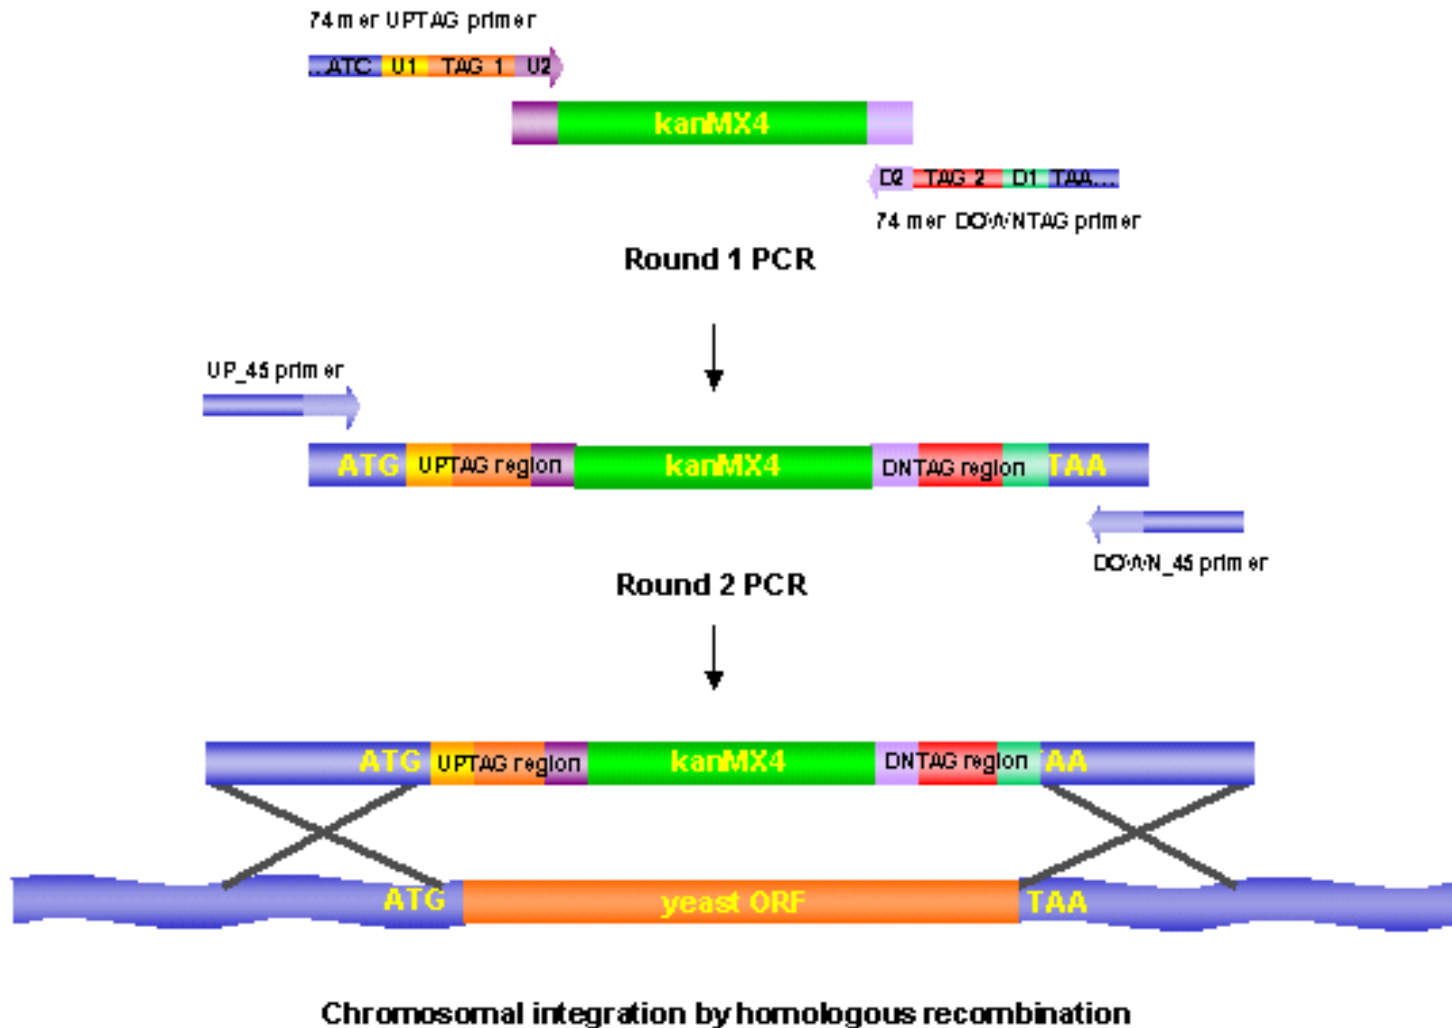 74 mer UPTAG primer
...ATC U1 TAG 1 U2
kanMX4
D2 TAG 2 D1 TAA...
74 mer DOWNTAG primer
Round 1 PCR
UP_45 primer
ATG UPTAG region kanMX4 DNTAG region TAA
DOWN_45 primer
Round 2 PCR
ATG UPTAG region kanMX4 DNTAG region TAA
ATG yeast ORF TAA
Chromosomal integration by homologous recombination